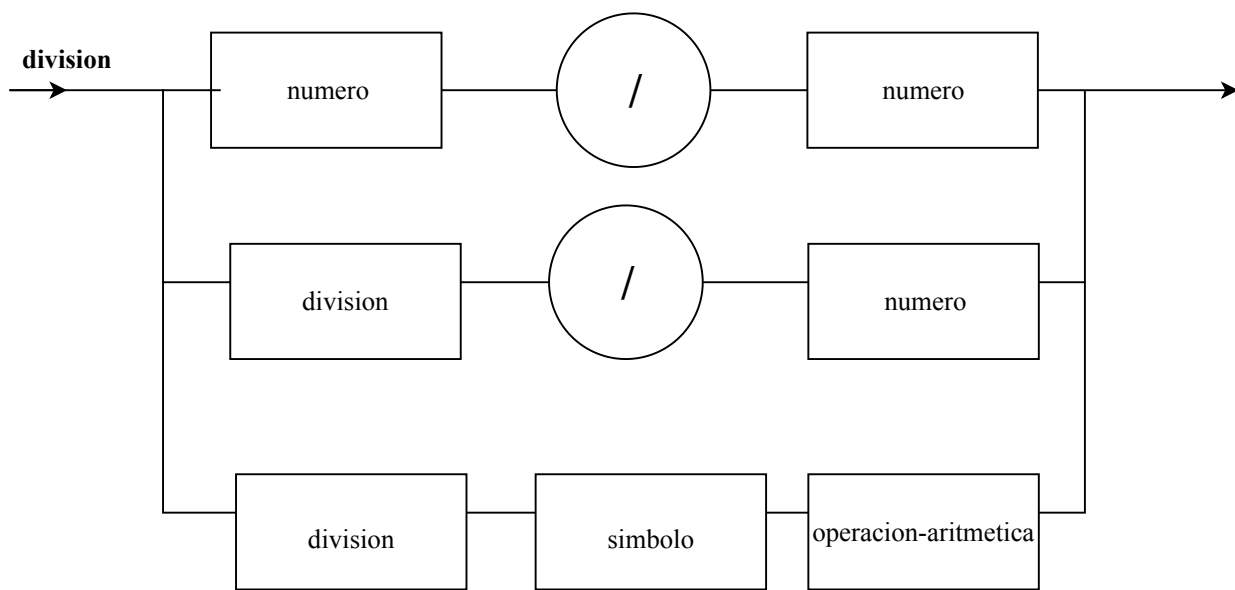 division
numero
/
numero
division
/
numero
division
simbolo
operacion-aritmetica